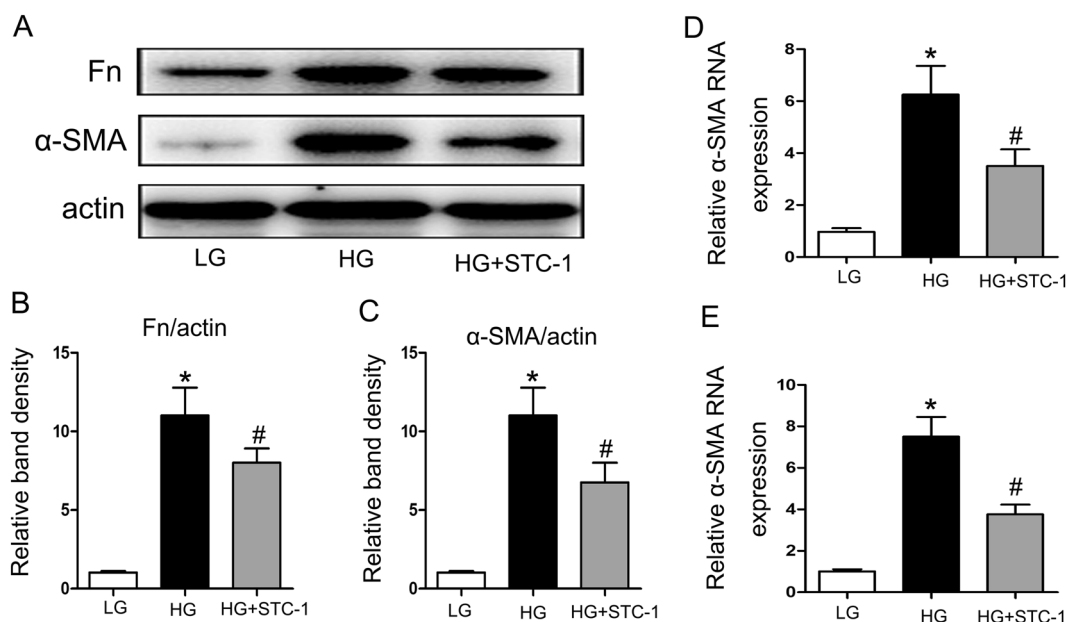 A
Fn
α-SMA
actin
LG HG HG+STC-1
B
Fn/actin
Relative band density
15
10
5
0
*
#
LG HG HG+STC-1
C
α-SMA/actin
Relative band density
15
10
5
0
*
#
LG HG HG+STC-1
D
Relative α-SMA RNA
expression
8
6
4
2
0
*
#
LG HG HG+STC-1
E
Relative α-SMA RNA
expression
10
8
6
4
2
0
*
#
LG HG HG+STC-1